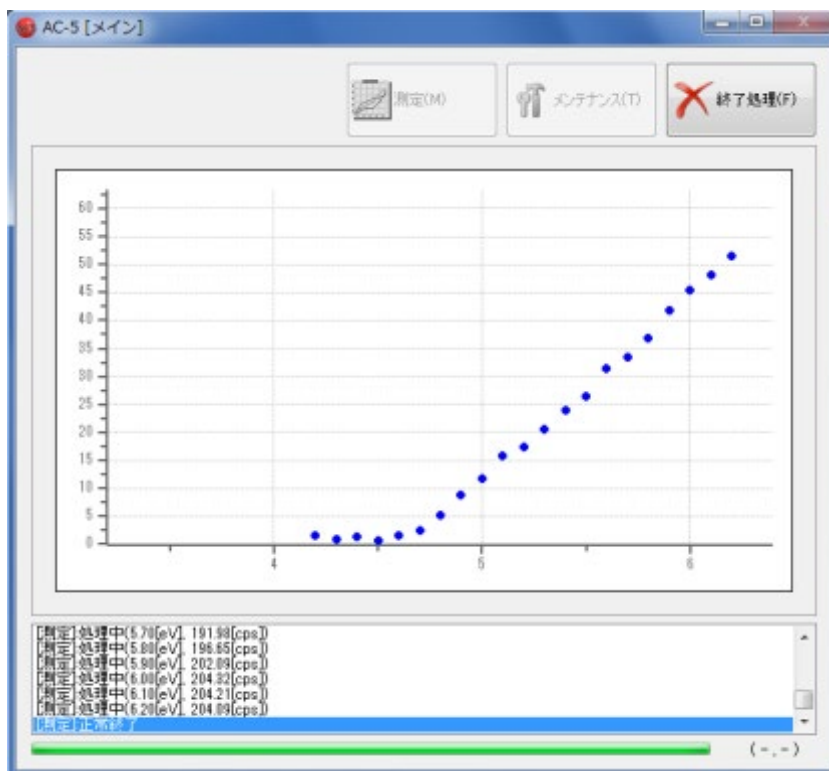 AC-5 [メイン]
測定(M)
メンテナンス(T)
終了処理(F)
60
55
50
45
40
35
30
25
20
15
10
5
0
4
5
6
[測定]:処理中(5.70[eV], 191.98[cps])
[測定]:処理中(5.80[eV], 196.65[cps])
[測定]:処理中(5.90[eV], 202.09[cps])
[測定]:処理中(6.00[eV], 204.32[cps])
[測定]:処理中(6.10[eV], 204.21[cps])
[測定]:処理中(6.20[eV], 204.09[cps])
[測定]:正常終了
(-,-)